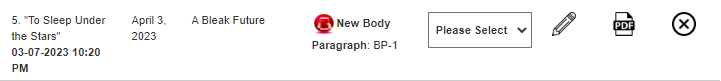 5. "To Sleep Under
the Stars"
03-07-2023 10:20
PM
April 3,
2023
A Bleak Future
New Body
Paragraph: BP-1
Please Select
PDF